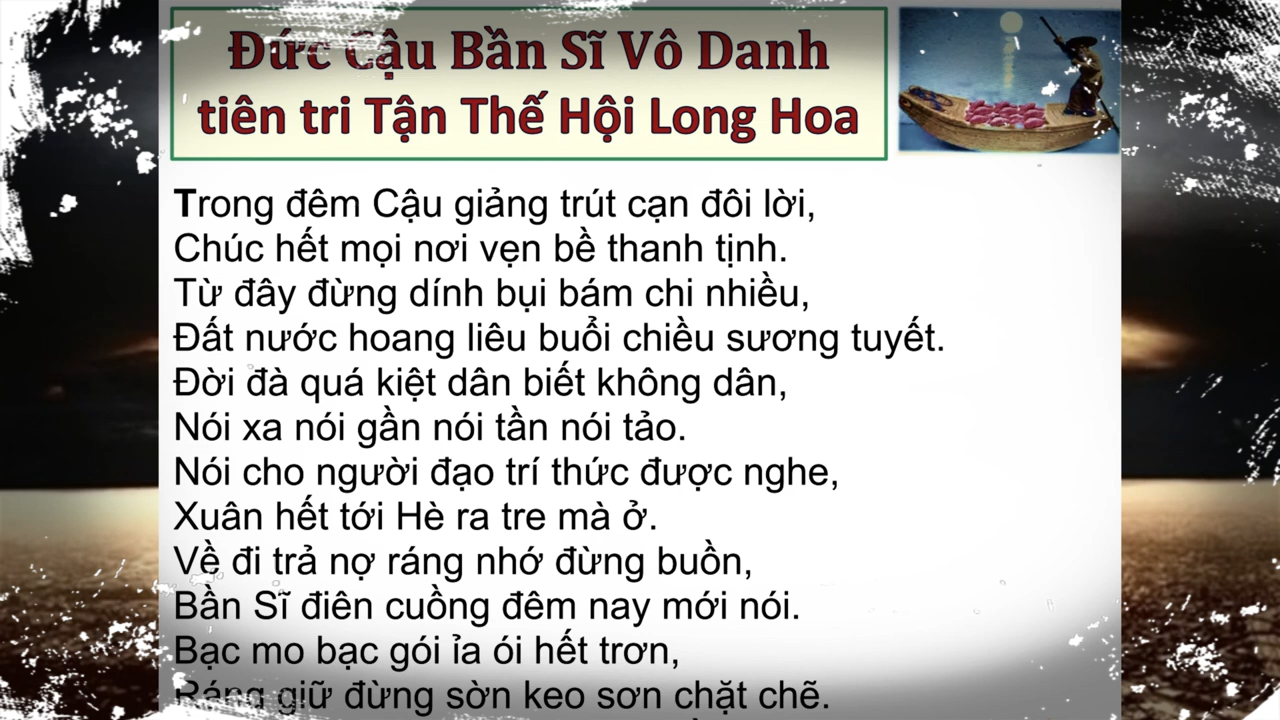 Đức Cậu Bần Sĩ Vô Danh
tiên tri Tận Thế Hội Long Hoa
Trong đêm Cậu giảng trút cạn đôi lời,
Chúc hết mọi nơi vẹn bề thanh tịnh.
Từ đây đừng dính bụi bám chi nhiều,
Đất nước hoang liêu buổi chiều sương tuyết.
Đời đà quá kiệt dân biết không dân,
Nói xa nói gần nói tần nói tảo.
Nói cho người đạo trí thức được nghe,
Xuân hết tới Hè ra tre mà ở.
Về đi trả nợ ráng nhớ đừng buồn,
Bần Sĩ điên cuồng đêm nay mới nói.
Bạc mo bạc gói ỉa ói hết trơn,
Ráng giữ đừng sờn keo sơn chặt chẽ.